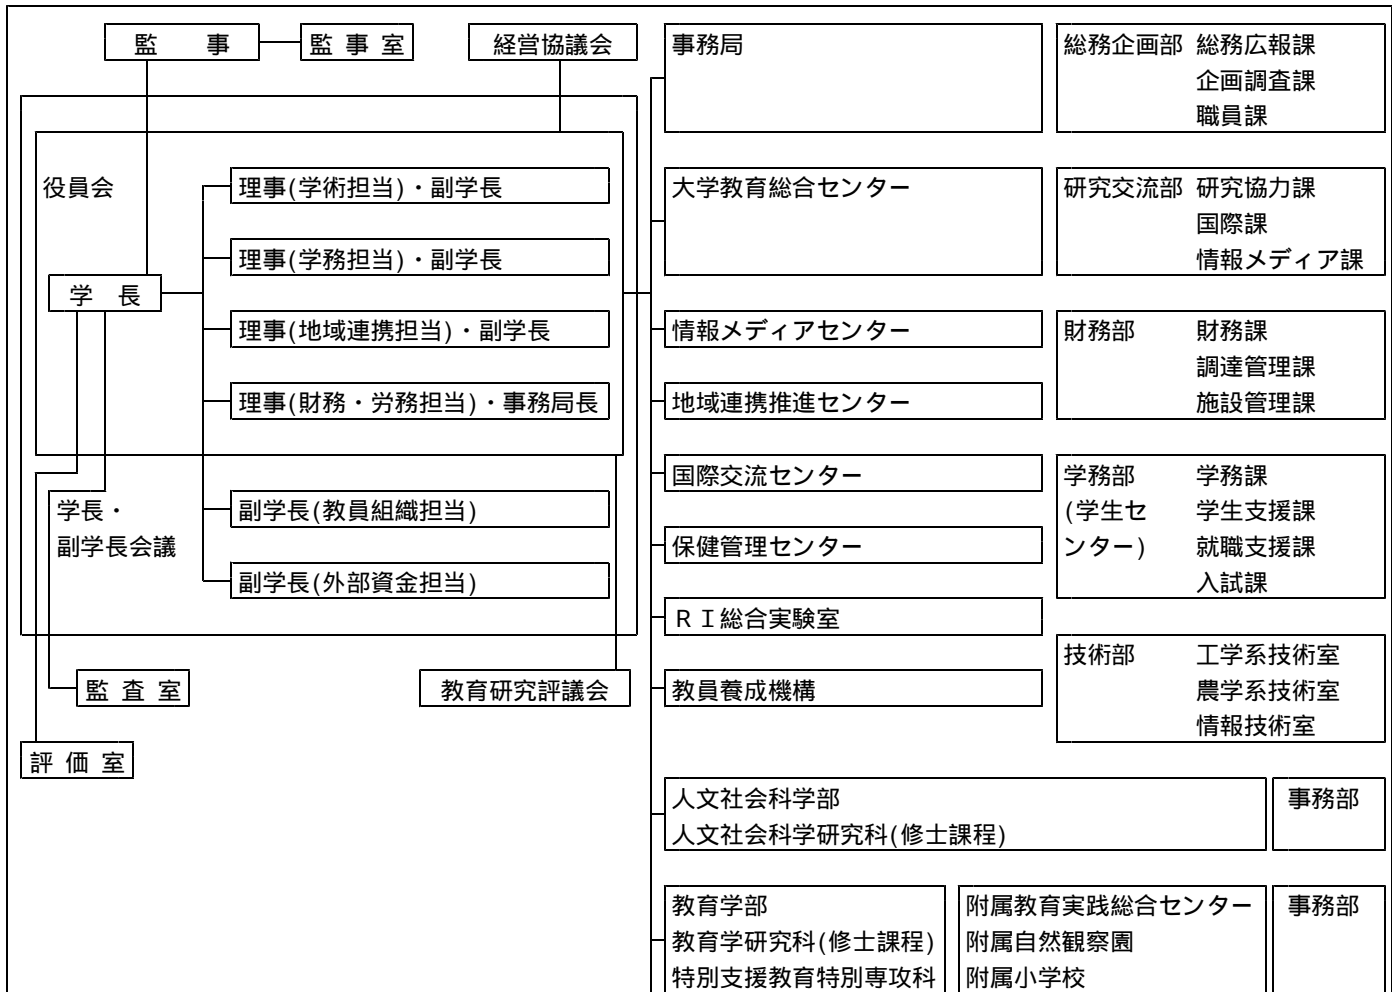 監 事
監 事 室
経営協議会
役員会
理事(学術担当)・副学長
理事(学務担当)・副学長
学 長
理事(地域連携担当)・副学長
理事(財務・労務担当)・事務局長
学長・
副学長会議
副学長(教員組織担当)
副学長(外部資金担当)
監 査 室
教育研究評議会
評 価 室
事務局
総務企画部 総務広報課
企画調査課
職員課
大学教育総合センター
研究交流部 研究協力課
国際課
情報メディア課
情報メディアセンター
財務部 財務課
調達管理課
施設管理課
地域連携推進センター
国際交流センター
学務部 学務課
(学生セ 学生支援課
ンター) 就職支援課
入試課
保健管理センター
RI総合実験室
技術部 工学系技術室
農学系技術室
情報技術室
教員養成機構
人文社会科学部
人文社会科学研究科(修士課程)
事務部
教育学部
教育学研究科(修士課程)
特別支援教育特別専攻科
附属教育実践総合センター
附属自然観察園
附属小学校
事務部